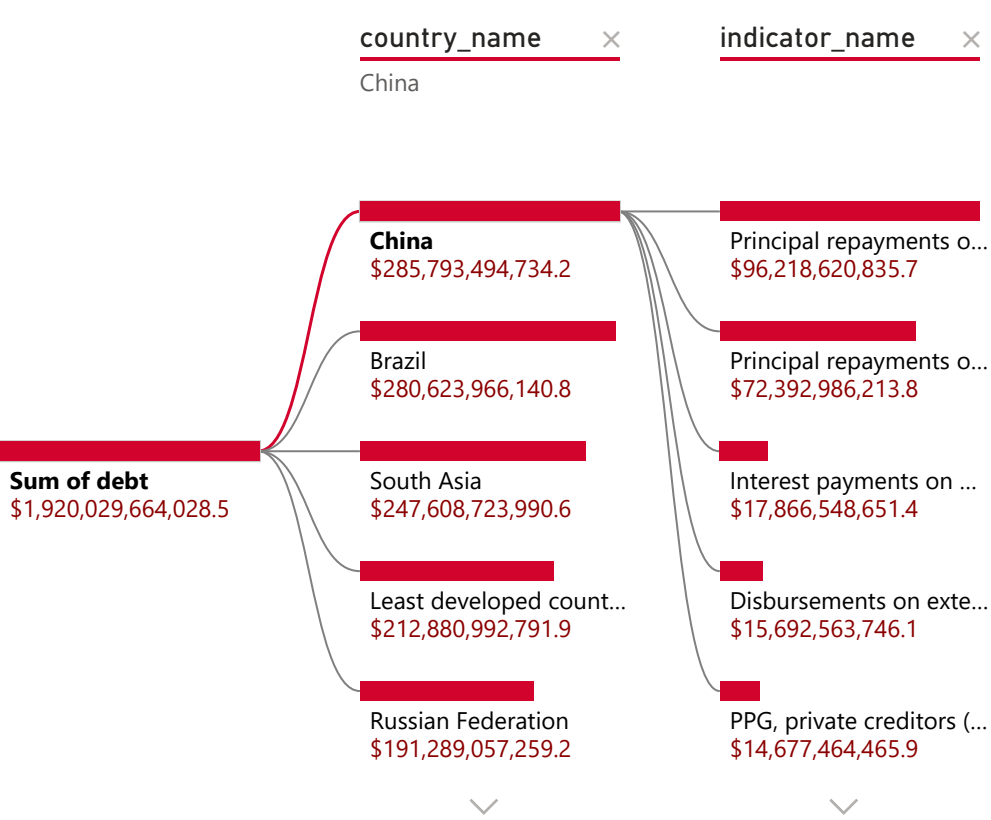 country_name
indicator_name
China
China
$285,793,494,734.2
Principal repayments o...
$96,218,620,835.7
Brazil
$280,623,966,140.8
Principal repayments o...
$72,392,986,213.8
Sum of debt
$1,920,029,664,028.5
South Asia
$247,608,723,990.6
Interest payments on ...
$17,866,548,651.4
Least developed count...
$212,880,992,791.9
Disbursements on exte...
$15,692,563,746.1
Russian Federation
$191,289,057,259.2
PPG, private creditors (...
$14,677,464,465.9